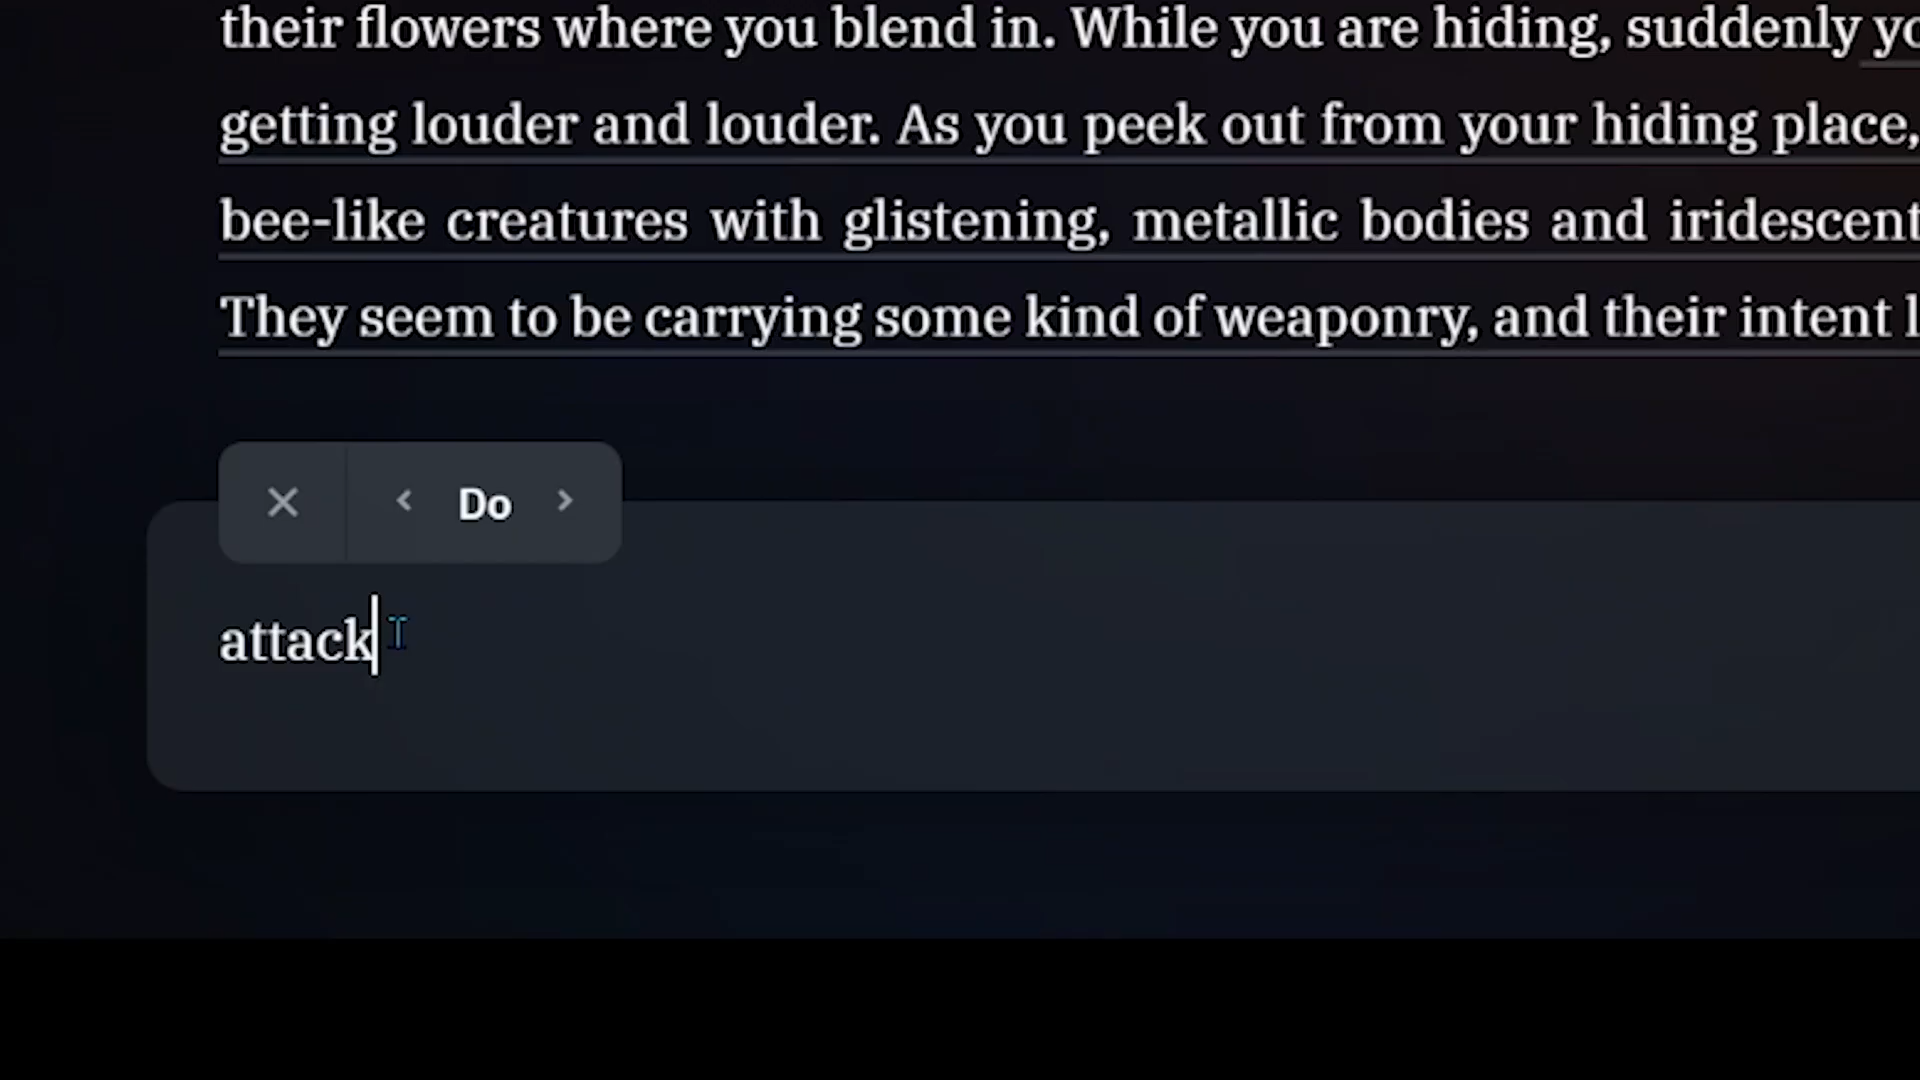 their flowers where you blend in. While you are hiding, suddenly
getting louder and louder. As you peek out from your hiding place,
bee-like creatures with glistening, metallic bodies and iridescent
They seem to be carrying some kind of weaponry, and their intent
Do
attack